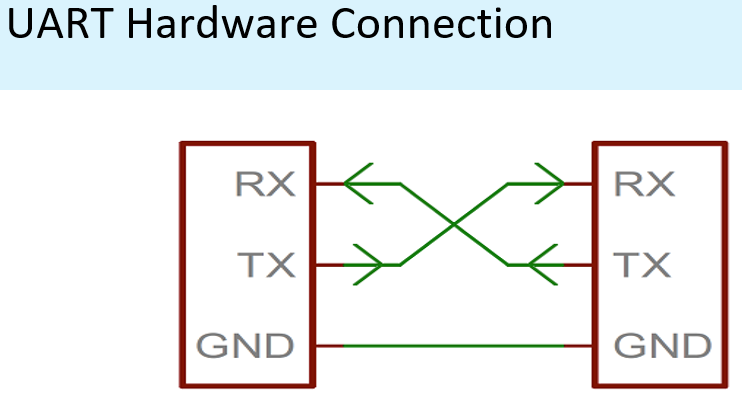 UART Hardware Connection
RX RX
TX TX
GND GND